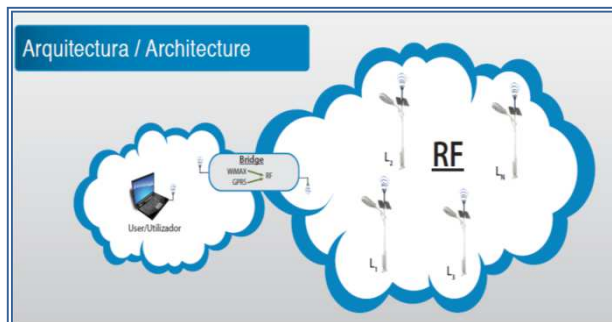 Arquitectura / Architecture
Bridge
WiMAX
GPRS
RF
User/Utilizador
RF
L2
LN
L1
L3